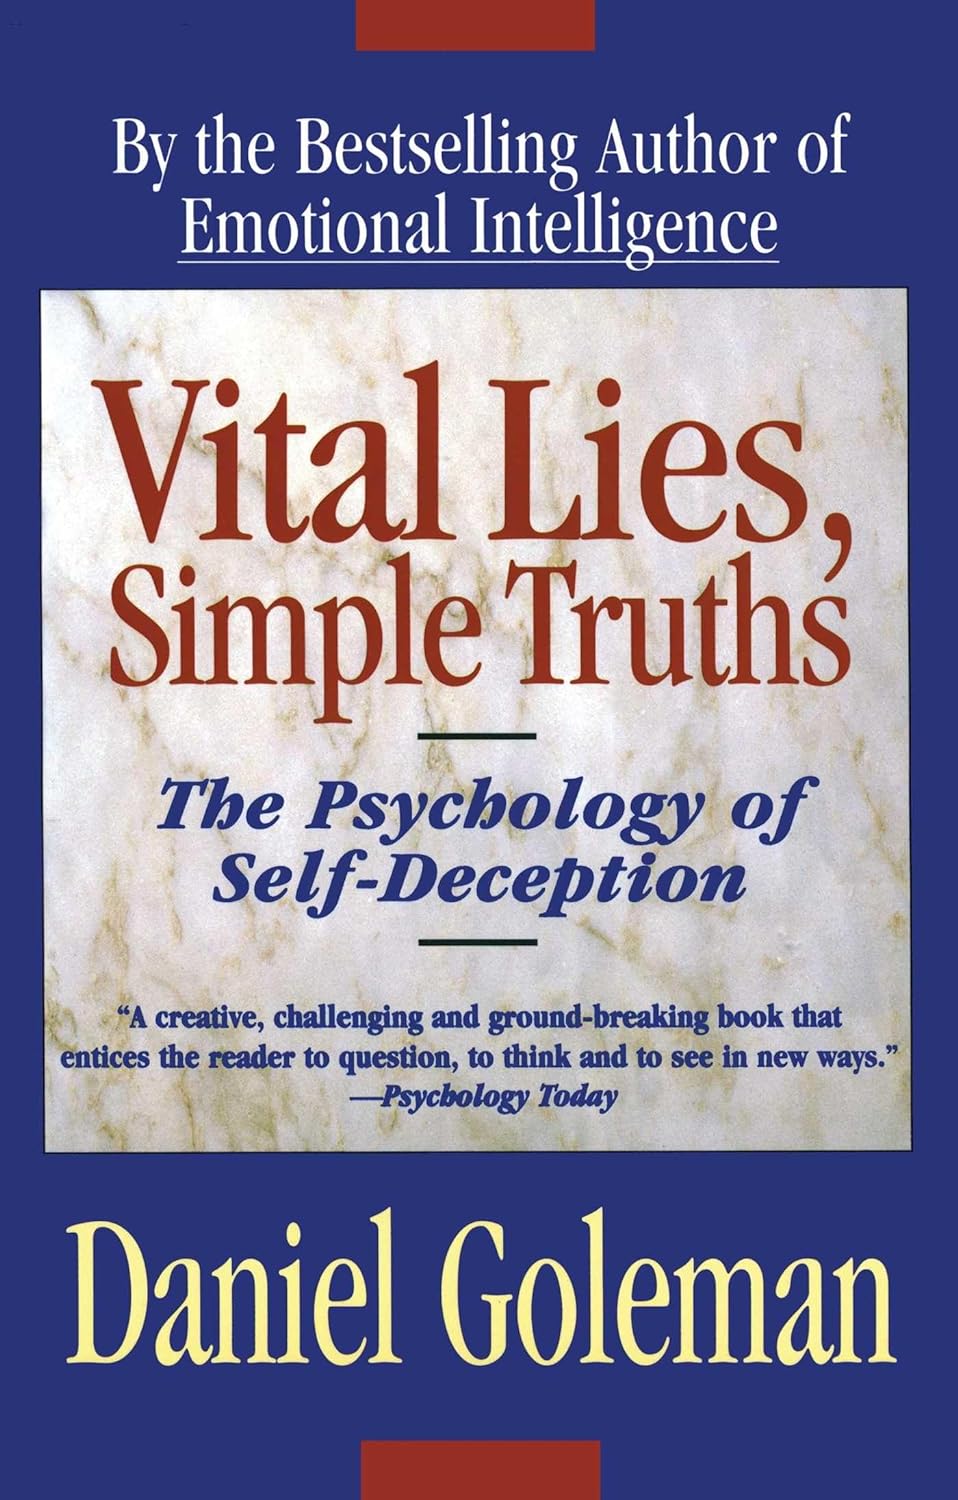 By the Bestselling Author of
Emotional Intelligence
Vital Lies,
Simple Truths
The Psychology of
Self-Deception
“A creative, challenging and ground-breaking book that
entices the reader to question, to think and to see in new ways.”
—Psychology Today
Daniel Goleman